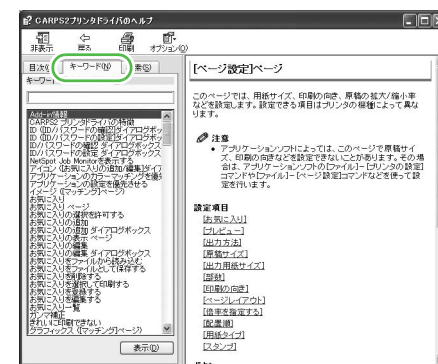 CARPS2プリンタドライバのヘルプ
非表示 戻る 印刷 オプション(O)
目次(C) キーワード(N) 検索(S)
キーワード
Add-in情報
CARPS2 プリンタドライバの特徴
ID (ID/パスワードの確認)ダイアログボッ
ID (ID/パスワードの設定)ダイアログボッ
ID/パスワードの確認 ダイアログボックス
ID/パスワードの設定 ダイアログボックス
NetSpot Job Monitorを表示する
アイコン (お気に入りの追加/編集)ダイア
アプリケーションのカラーマッチングを優
アプリケーションの設定を優先させる
イメージ (マッチング)ページ)
お気に入り
お気に入り ページ
お気に入りの選択を許可する
お気に入りの追加
お気に入りの追加 ダイアログボックス
お気に入りの表示 ページ
お気に入りの編集
お気に入りの編集 ダイアログボックス
お気に入りをファイルから読み込む
お気に入りをファイルとして保存する
お気に入りを削除する
お気に入りを選択して印刷する
お気に入りを登録する
お気に入りを編集する
お気に入り一覧
ガンマ補正
きれいに印刷できない
グラフィックス ([マッチング]ページ)
表示(D)
[ページ設定]ページ
このページでは、用紙サイズ、印刷の向き、原稿の拡大/縮小率
などを設定します。設定できる項目はプリンタの機種によって異な
ります。
注意
• アプリケーションソフトによっては、このページで原稿サイ
ズ、印刷の向きなどを設定できないことがあります。その場
合は、アプリケーションソフトの[ファイル]-[プリンタの設定]
コマンドや[ファイル]-[ページ設定]コマンドなどを使って設
定を行います。
設定項目
[お気に入り]
[プレビュー]
[出力方法]
[原稿サイズ]
[出力用紙サイズ]
[部数]
[印刷の向き]
[ページレイアウト]
[倍率を指定する]
[配置順]
[用紙タイプ]
[スタンプ]